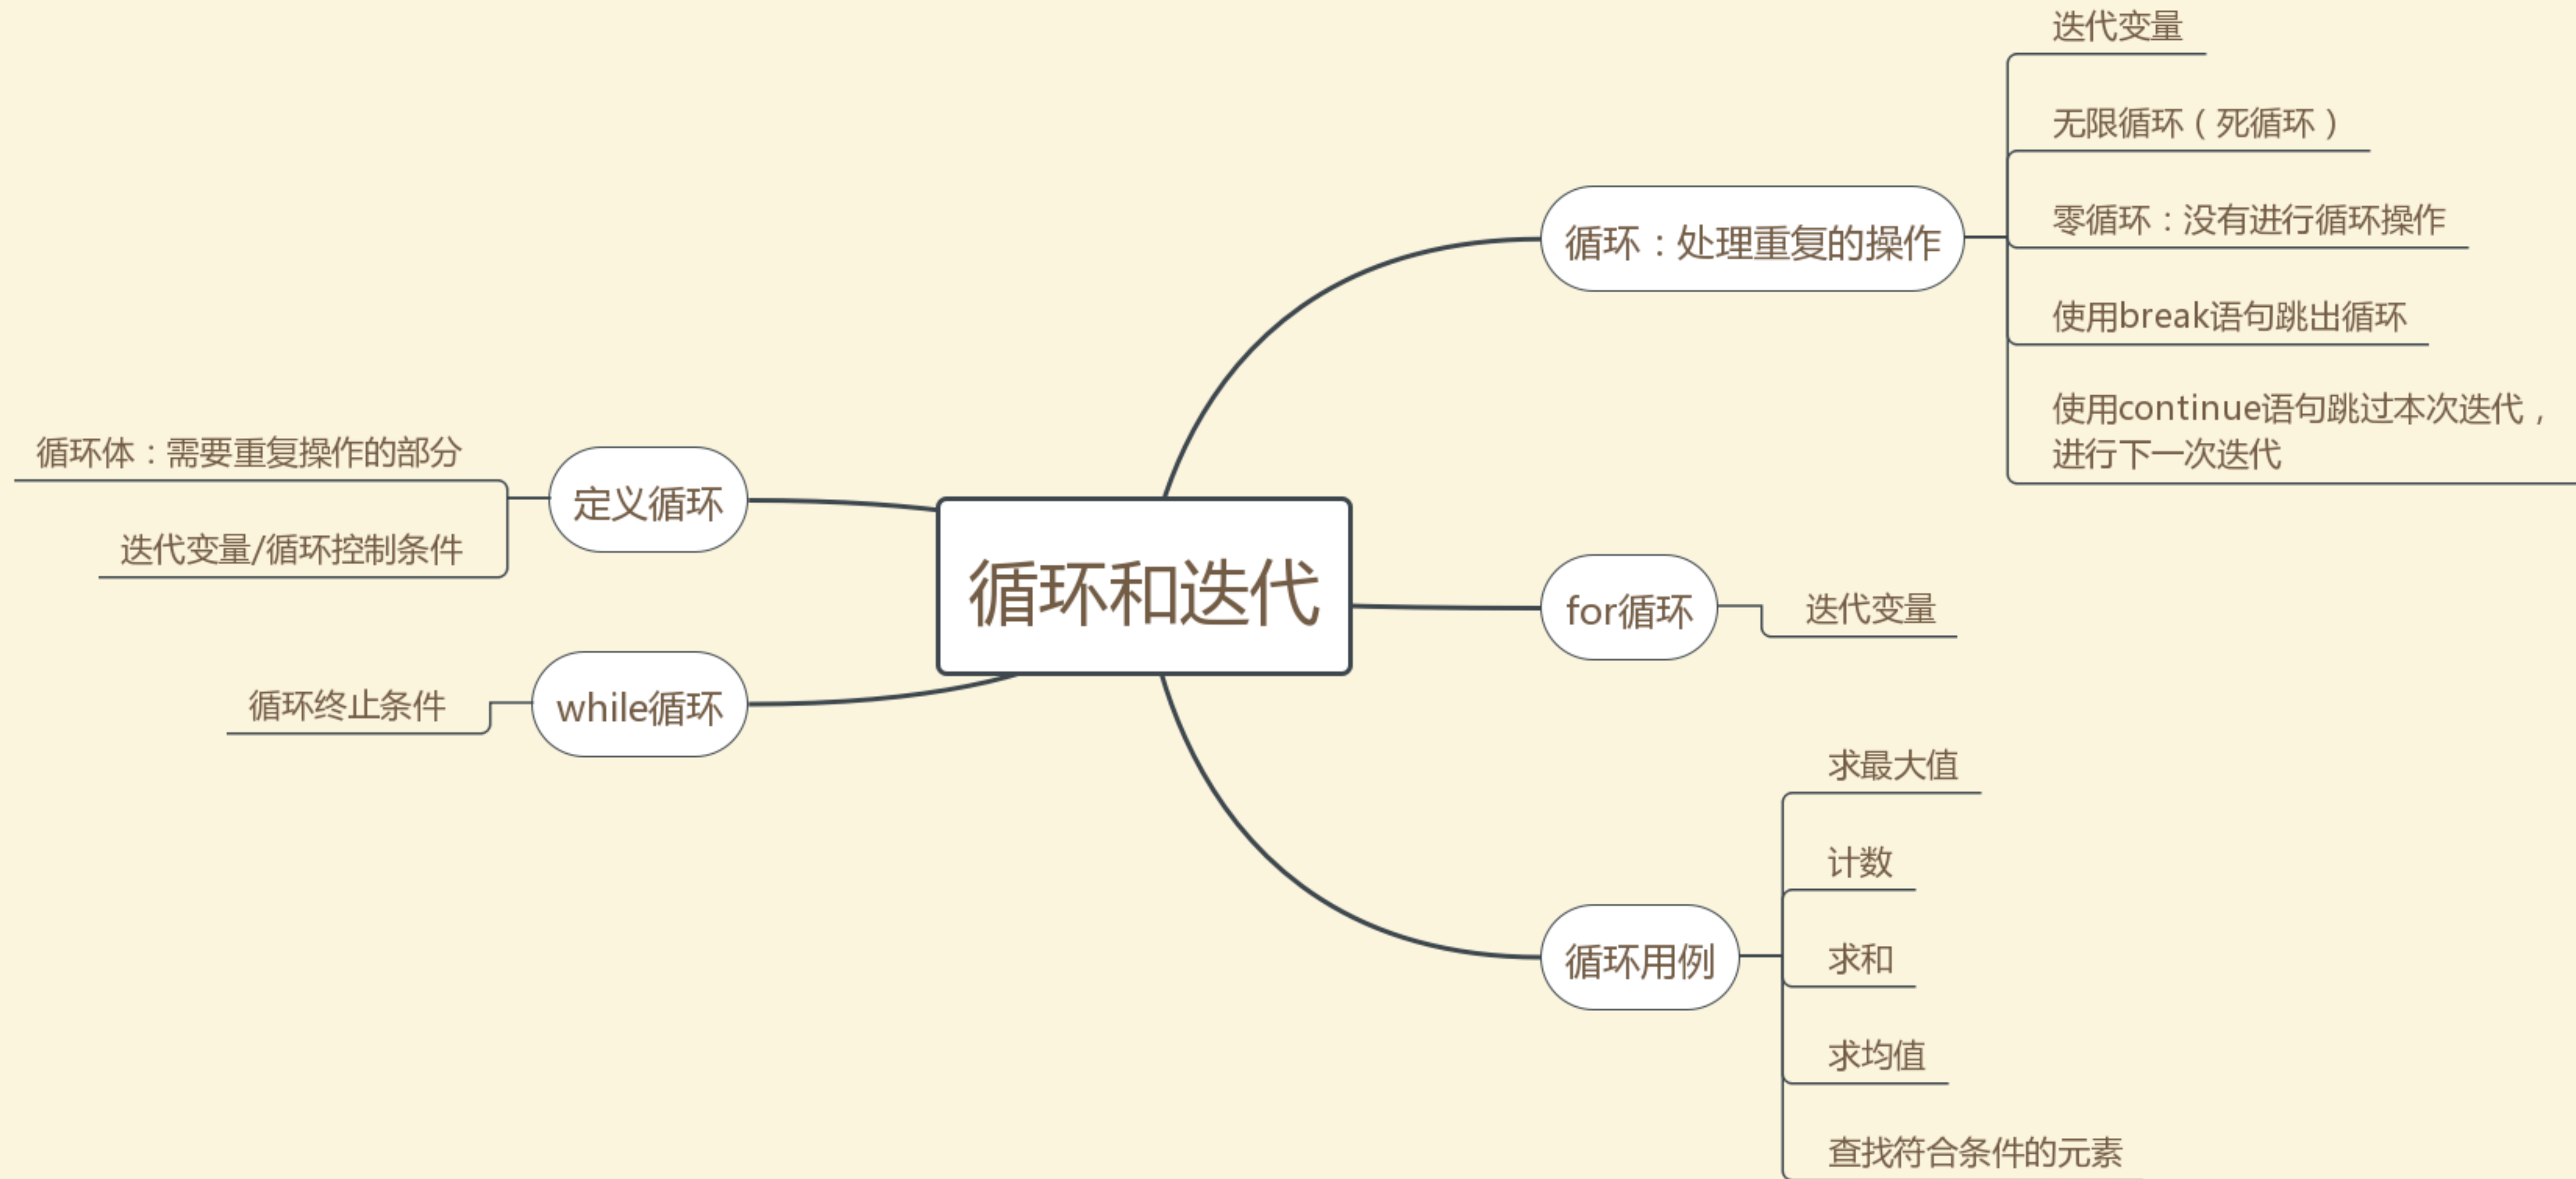 循环和迭代
循环：处理重复的操作
迭代变量
无限循环（死循环）
零循环：没有进行循环操作
使用break语句跳出循环
使用continue语句跳过本次迭代，
进行下一次迭代
for循环
迭代变量
循环用例
求最大值
计数
求和
求均值
查找符合条件的元素
定义循环
循环体：需要重复操作的部分
迭代变量/循环控制条件
while循环
循环终止条件